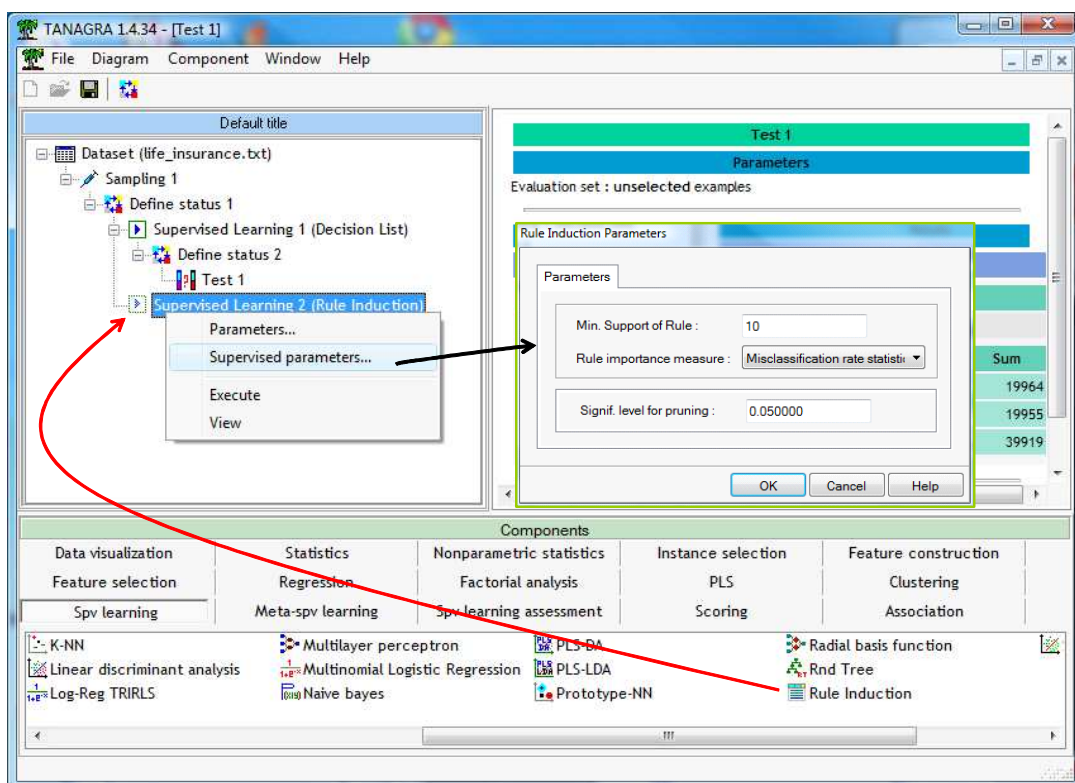 TANAGRA 1.4.34 - [Test 1]
File Diagram Component Window Help
Default title
Dataset (life_insurance.txt)
Sampling 1
Define status 1
Supervised Learning 1 (Decision List)
Define status 2
Test 1
Supervised Learning 2 (Rule Induction)
Parameters...
Supervised parameters...
Execute
View
Test 1
Parameters
Evaluation set : unselected examples
Rule Induction Parameters
Parameters
Min. Support of Rule : 10
Rule importance measure : Misclassification rate statistic
Signif. level for pruning : 0.050000
OK Cancel Help
Sum
19964
19955
39919
Components
Data visualization Statistics Nonparametric statistics Instance selection Feature construction
Feature selection Regression Factorial analysis PLS Clustering
Spv learning Meta-spv learning Spv learning assessment Scoring Association
K-NN Multilayer perceptron PLS-DA Radial basis function
Linear discriminant analysis Multinomial Logistic Regression PLS-LDA Rnd Tree
Log-Reg TRIRLS Naive bayes Prototype-NN Rule Induction